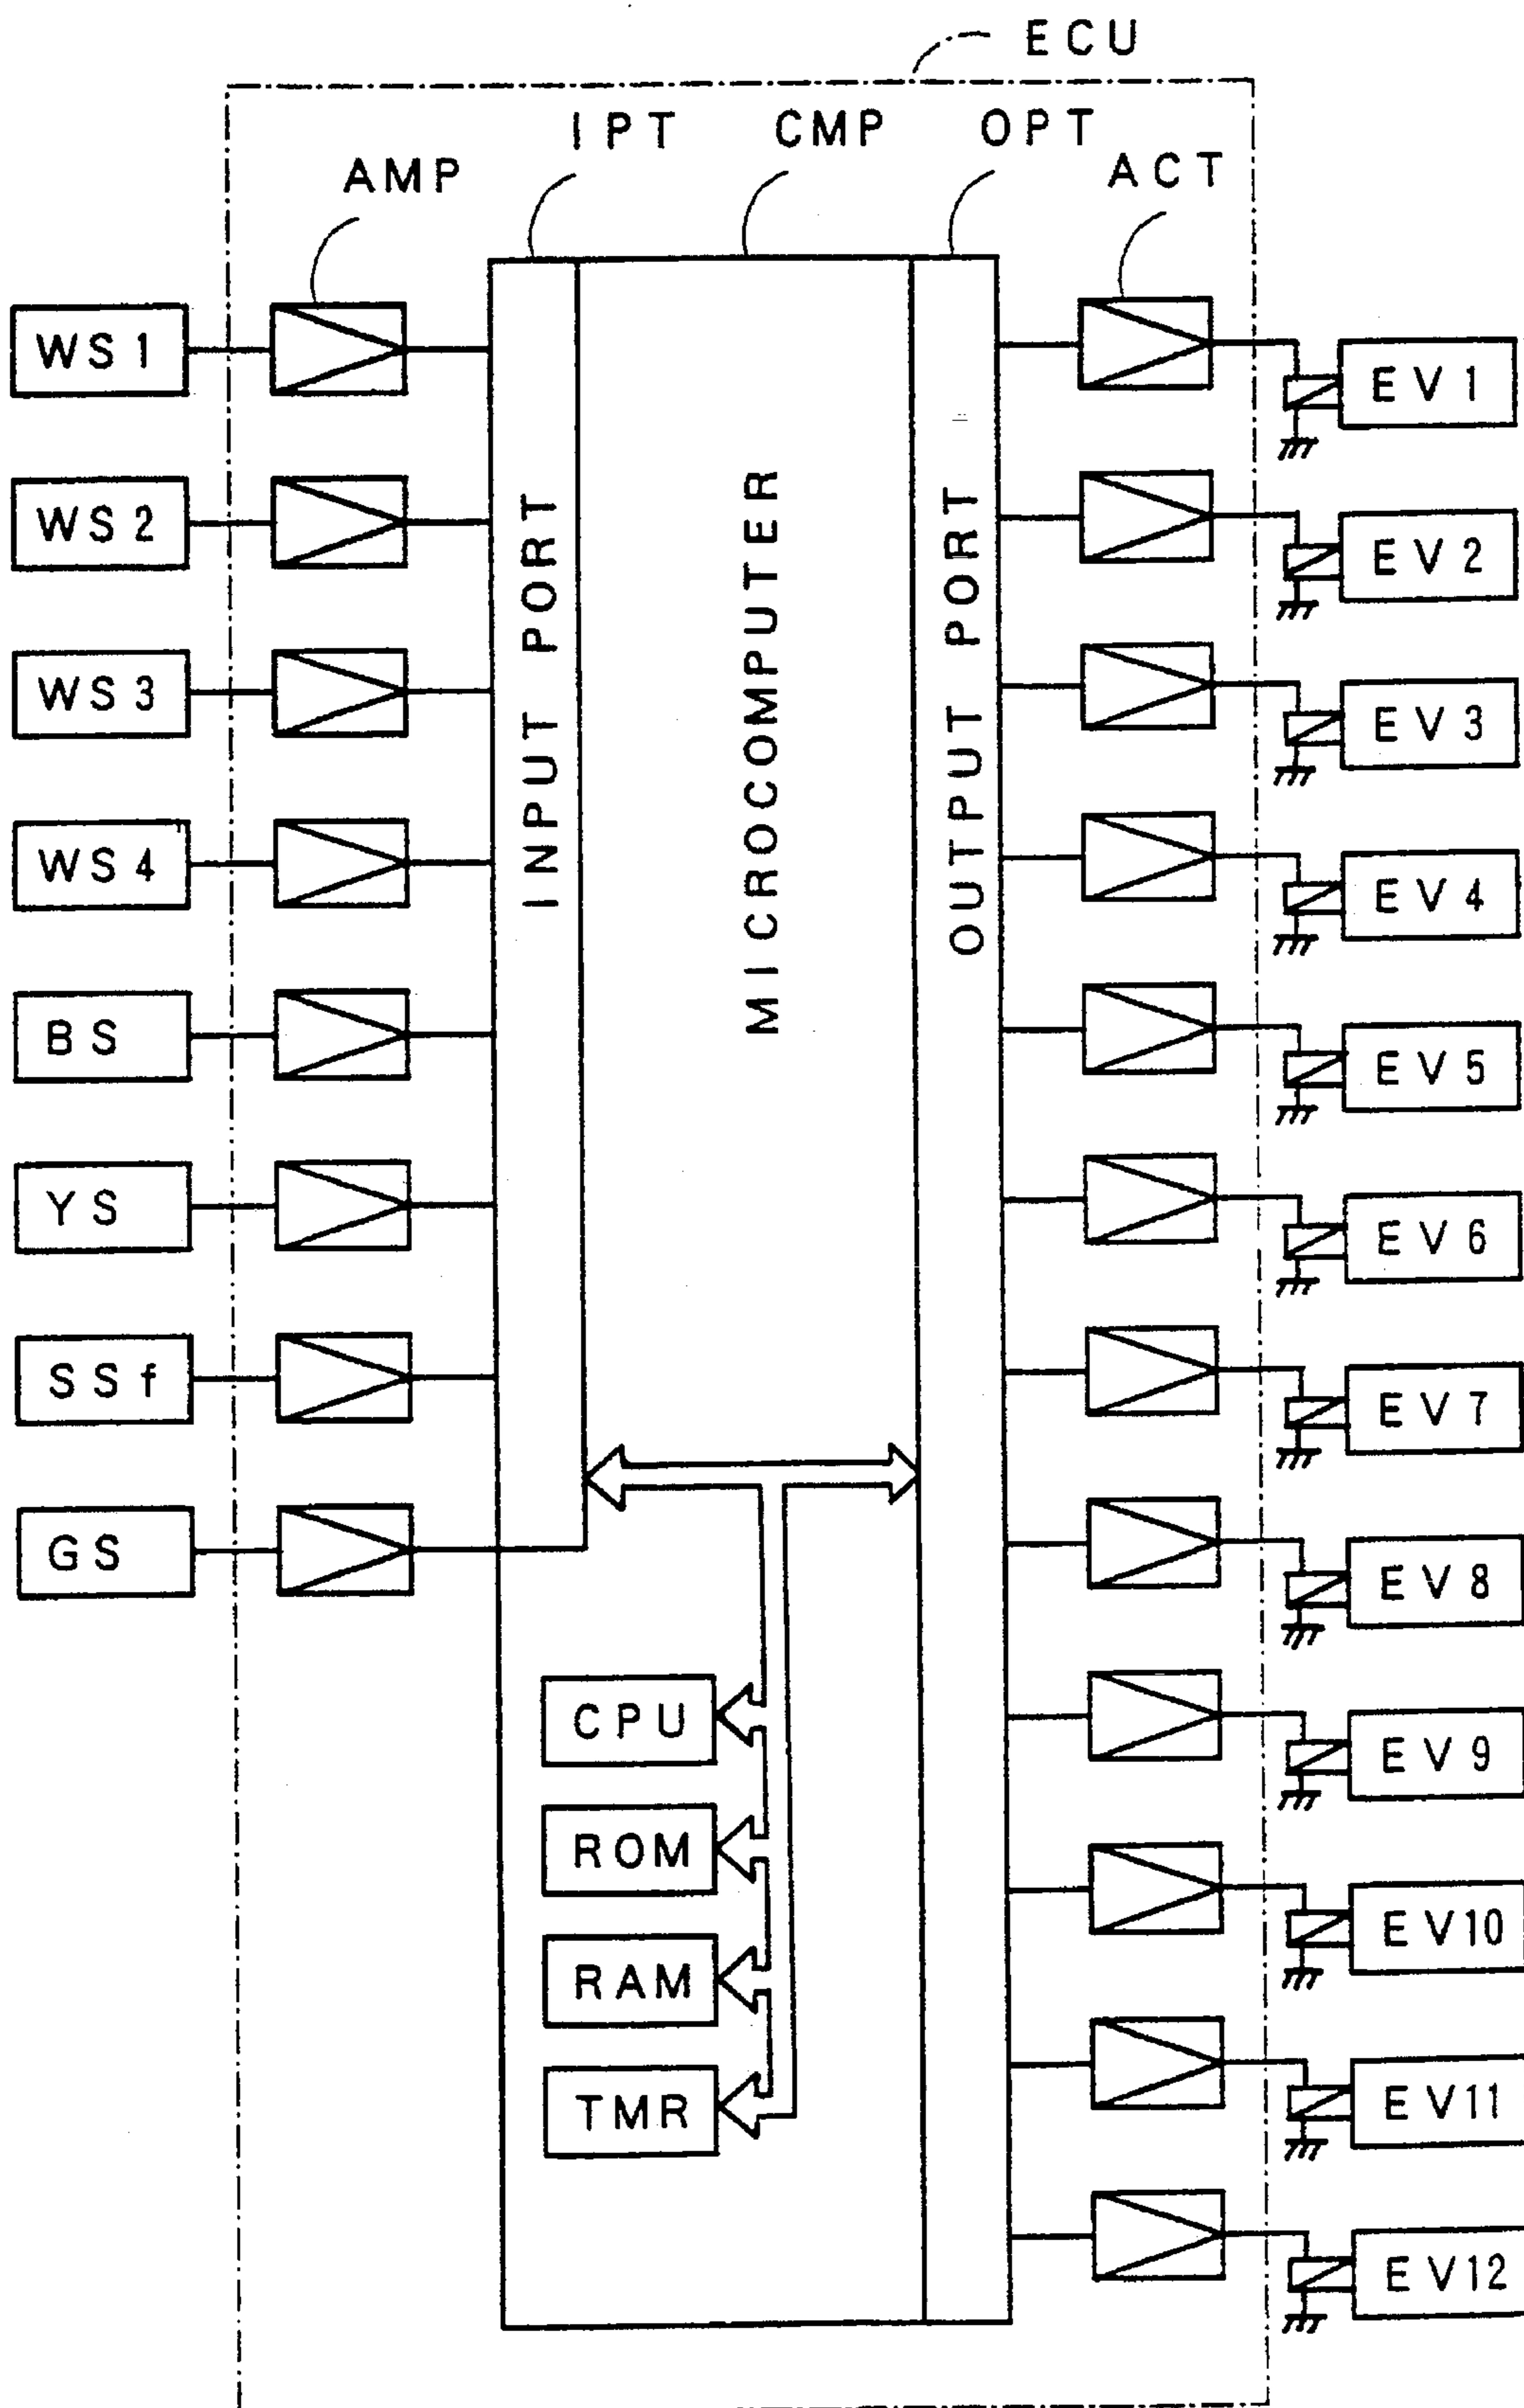 ECU
IPT
CMP
OPT
AMP
ACT
WS1
WS2
WS3
WS4
BS
YS
SSf
GS
INPUT PORT
MICROCOMPUTER
OUTPUT PORT
CPU
ROM
RAM
TMR
EV1
EV2
EV3
EV4
EV5
EV6
EV7
EV8
EV9
EV10
EV11
EV12